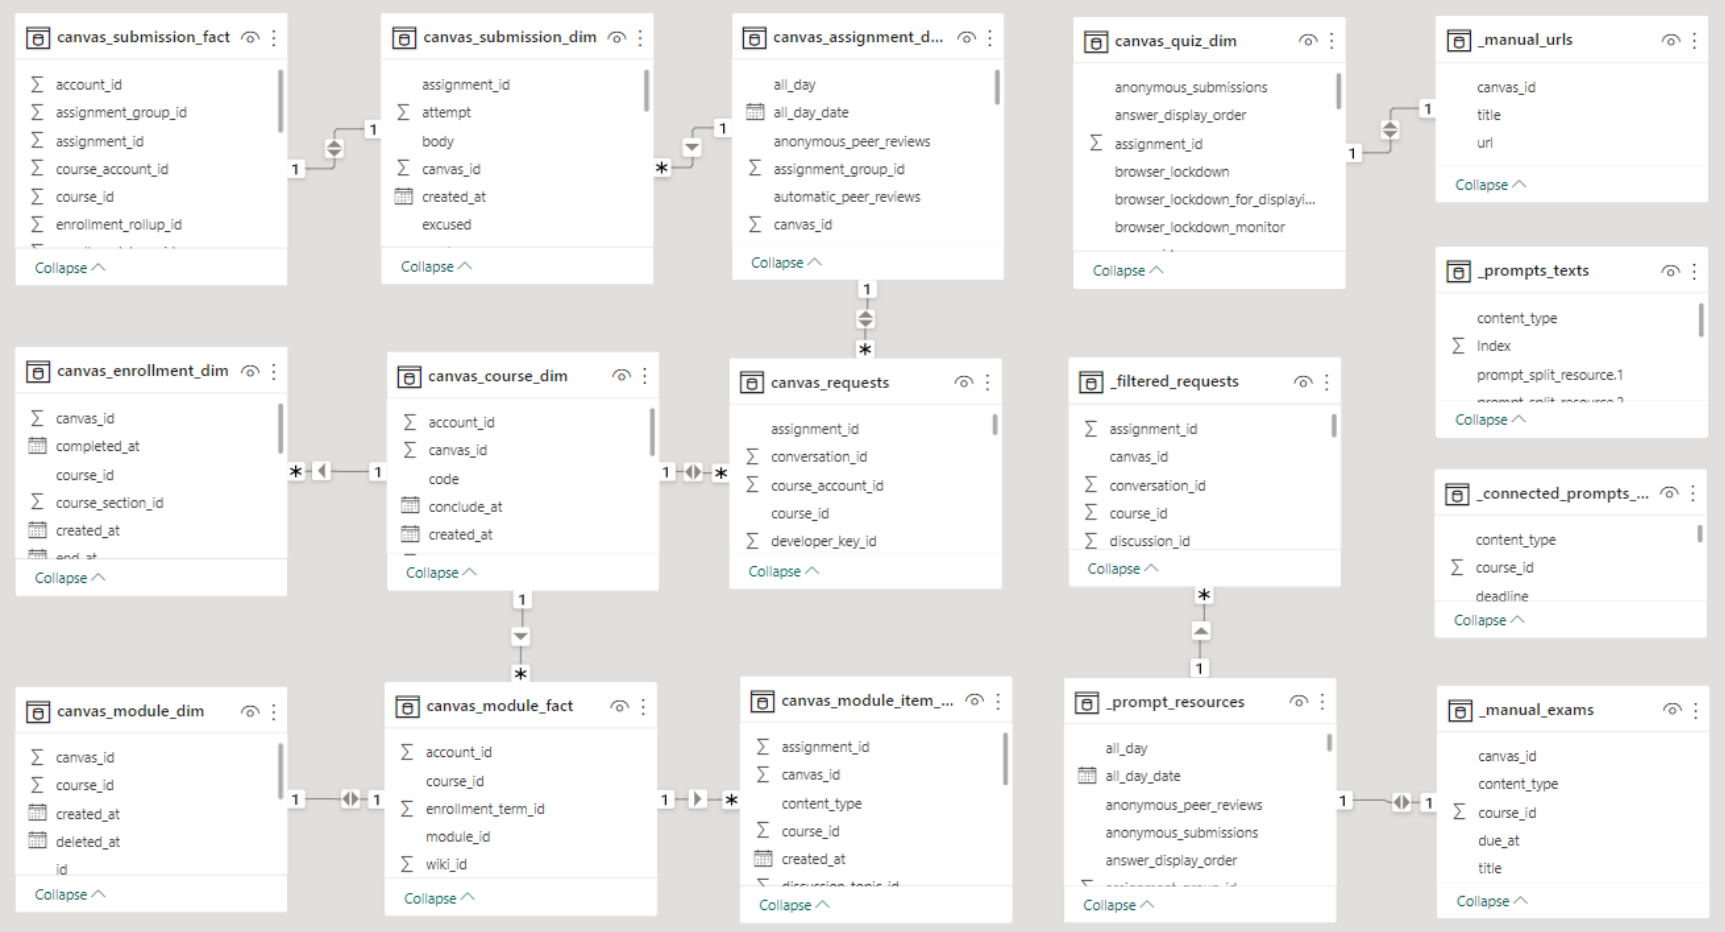 canvas_submission_fact
account_id
assignment_group_id
assignment_id
course_account_id
course_id
enrollment_rollup_id
Collapse
1
1
canvas_submission_dim
assignment_id
attempt
body
canvas_id
created_at
excused
Collapse
*
1
canvas_assignment_d...
all_day
all_day_date
anonymous_peer_reviews
assignment_group_id
automatic_peer_reviews
canvas_id
Collapse
1
*
canvas_quiz_dim
anonymous_submissions
answer_display_order
assignment_id
browser_lockdown
browser_lockdown_for_displayi...
browser_lockdown_monitor
Collapse
1
1
_manual_urls
canvas_id
title
url
Collapse
_prompts_texts
content_type
Index
prompt_split_resource.1
prompt_split_resource.2
Collapse
canvas_enrollment_dim
canvas_id
completed_at
course_id
course_section_id
created_at
end_at
Collapse
*
1
canvas_course_dim
account_id
canvas_id
code
conclude_at
created_at
Collapse
1
*
1
*
canvas_requests
assignment_id
conversation_id
course_account_id
course_id
developer_key_id
Collapse
_filtered_requests
assignment_id
canvas_id
conversation_id
course_id
discussion_id
Collapse
*
1
_connected_prompts_...
content_type
course_id
deadline
Collapse
canvas_module_dim
canvas_id
course_id
created_at
deleted_at
id
Collapse
1
1
canvas_module_fact
account_id
course_id
enrollment_term_id
module_id
wiki_id
Collapse
1
*
canvas_module_item_...
assignment_id
canvas_id
content_type
course_id
created_at
discussion_topic_id
Collapse
_prompt_resources
all_day
all_day_date
anonymous_peer_reviews
anonymous_submissions
answer_display_order
assignment_group_id
Collapse
1
1
_manual_exams
canvas_id
content_type
course_id
due_at
title
Collapse